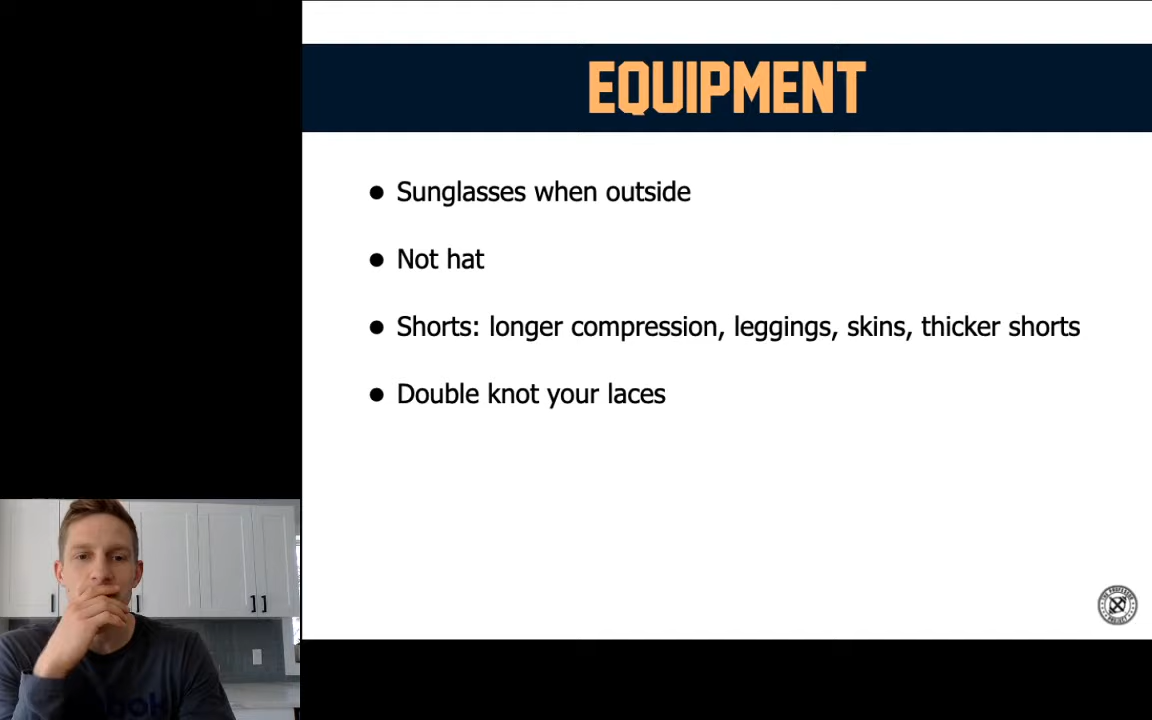 EQUIPMENT
● Sunglasses when outside
● Not hat
● Shorts: longer compression, leggings, skins, thicker shorts
● Double knot your laces